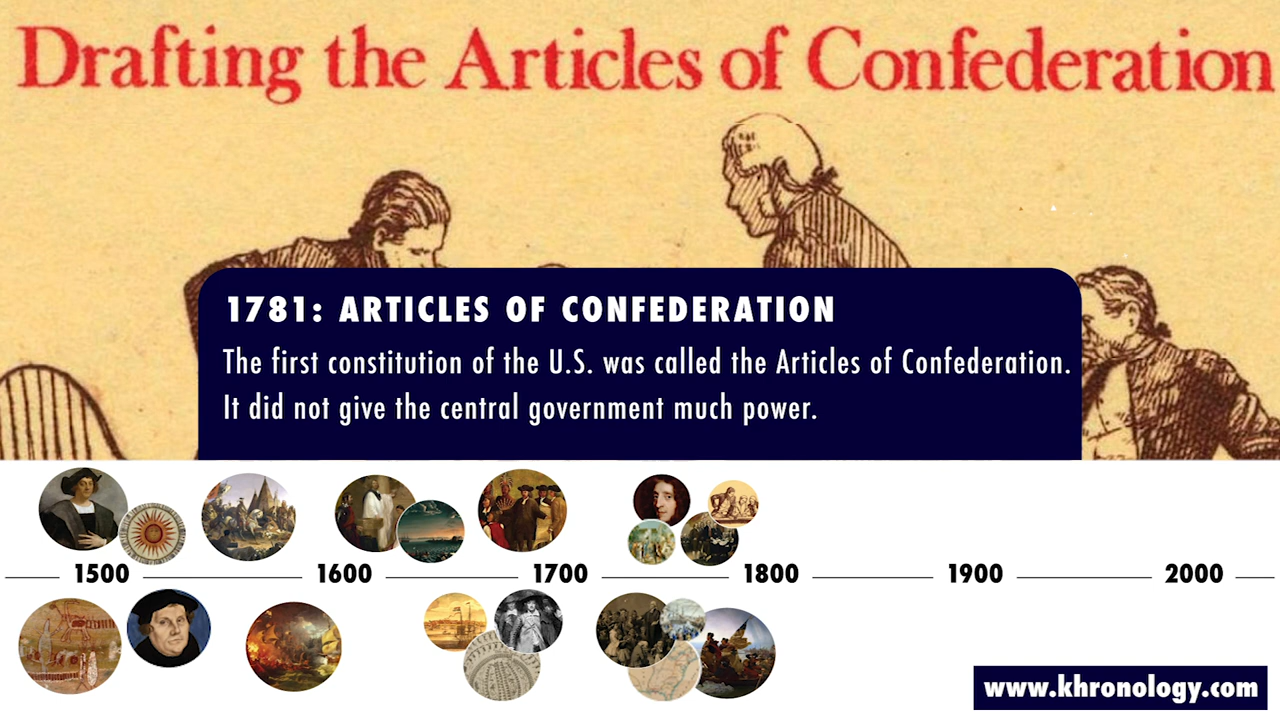 Drafting the Articles of Confederation
1781: ARTICLES OF CONFEDERATION
The first constitution of the U.S. was called the Articles of Confederation.
It did not give the central government much power.
1500 1600 1700 1800 1900 2000
www.khronology.com